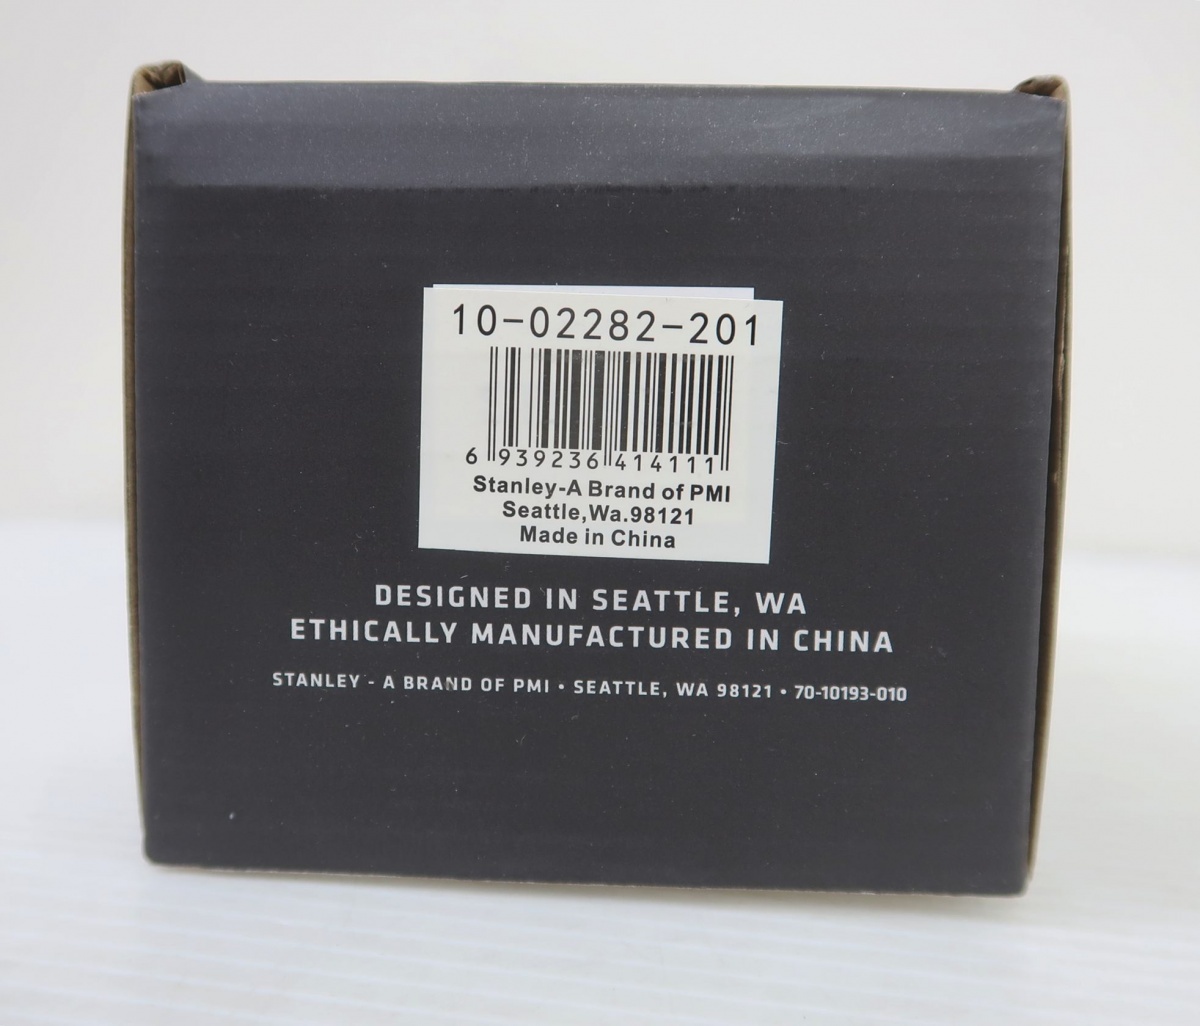 10-02282-201
6 939236 414111
Stanley-A Brand of PMI
Seattle,Wa.98121
Made in China
DESIGNED IN SEATTLE, WA
ETHICALLY MANUFACTURED IN CHINA
STANLEY - A BRAND OF PMI • SEATTLE, WA 98121 • 70-10193-010